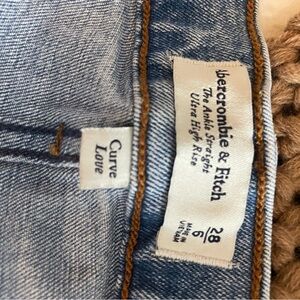 Abercrombie & Fitch
The Ankle Straight
Ultra High Rise
28
6
MADE IN
VIETNAM
Curve
Love